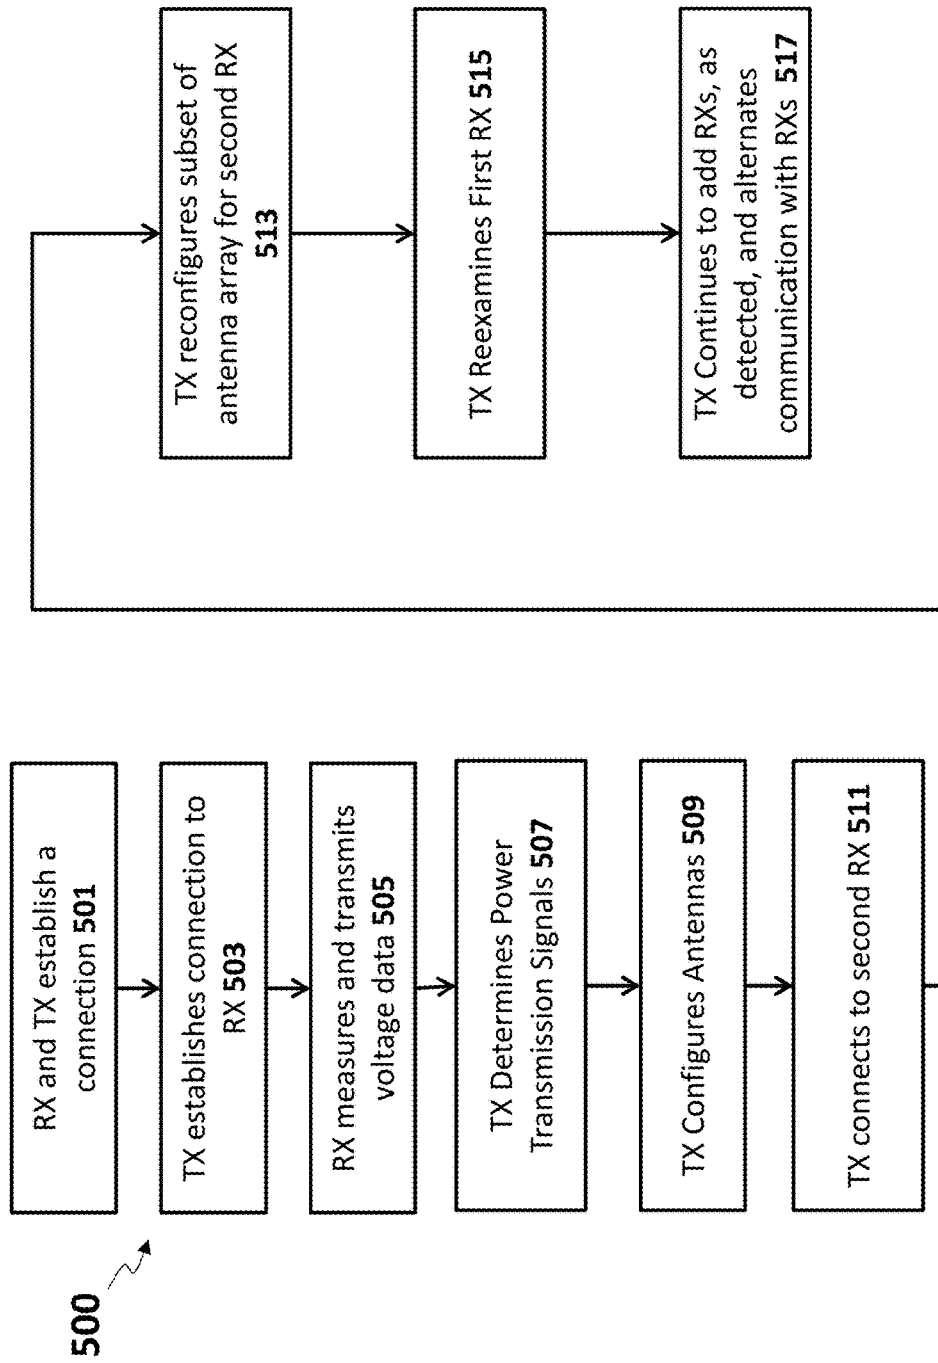 500
RX and TX establish a
connection 501
TX establishes connection to
RX 503
RX measures and transmits
voltage data 505
TX Determines Power
Transmission Signals 507
TX Configures Antennas 509
TX connects to second RX 511
TX reconfigures subset of
antenna array for second RX
513
TX Reexamines First RX 515
TX Continues to add RXs, as
detected, and alternates
communication with RXs 517